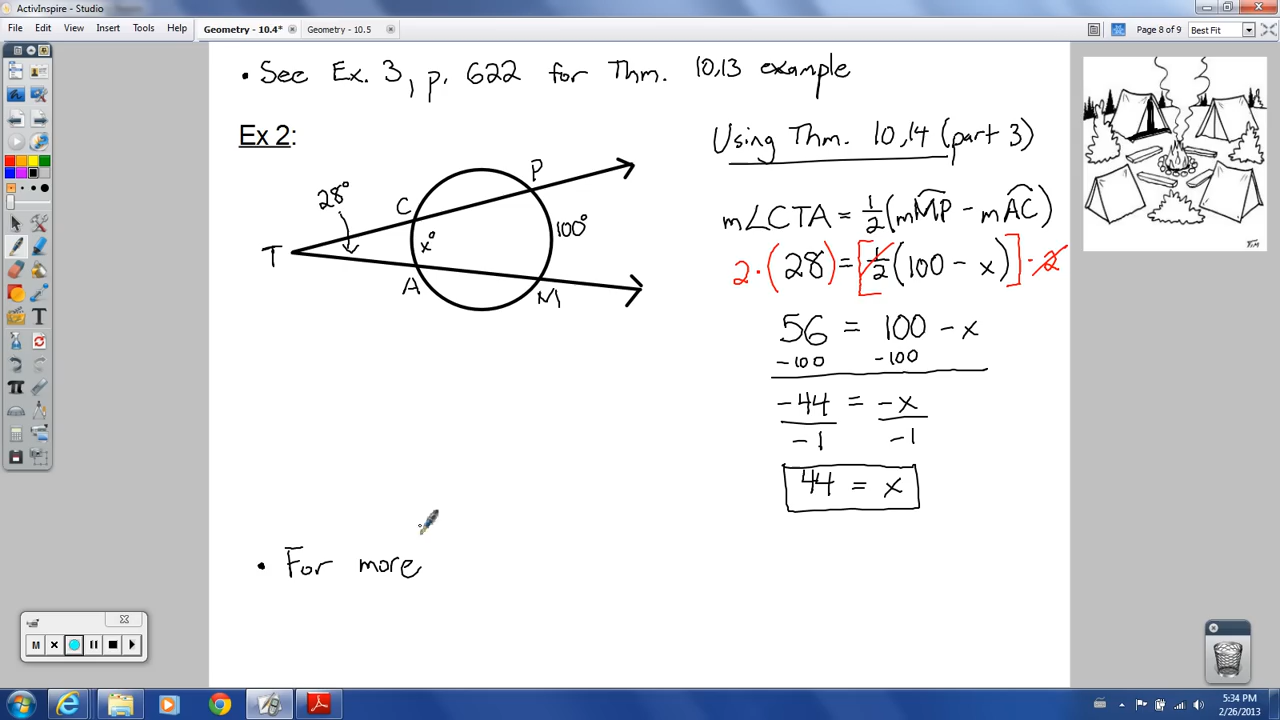 ActivInspire - Studio
File Edit View Insert Tools Help
Geometry - 10.4* Geometry - 10.5
Page 8 of 9 Best Fit
• See Ex. 3, p. 622 for Thm. 10.13 example
Ex 2:
Using Thm. 10.14 (part 3)
28°
C
P
T
x°
100°
A
M
m∠CTA = 1/2(mMP - mAC)
2·(28) = [1/2(100 - x)]·2
56 = 100 - x
-100 -100
-44 = -x
-1 -1
44 = x
• For more
TIM
M
5:34 PM
2/26/2013